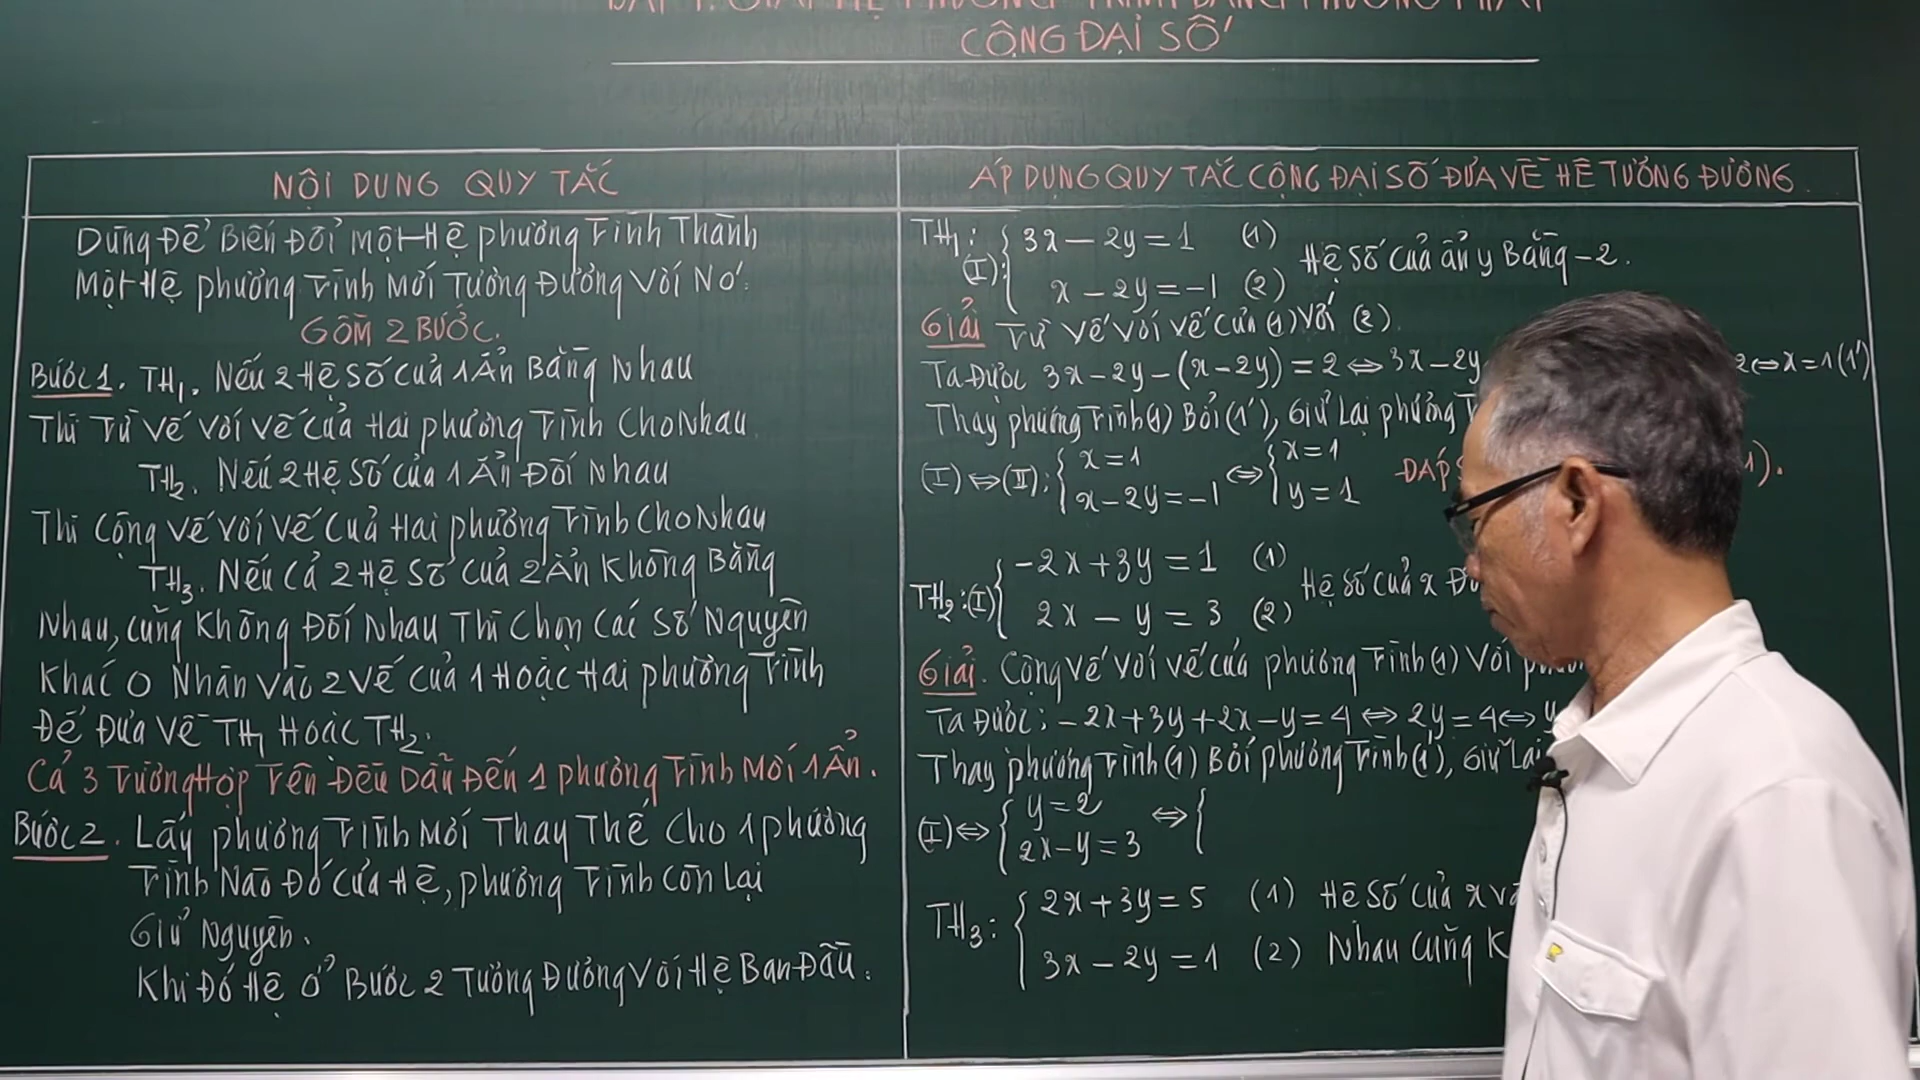 CỘNG ĐẠI SỐ
NỘI DUNG QUY TẮC
Dùng Để Biến Đổi Một Hệ phương Trình Thành
Một Hệ phương Trình Mới Tương Đương Với Nó:
GỒM 2 BƯỚC.
Bước 1. TH1. Nếu 2 Hệ Số Của 1 Ẩn Bằng Nhau
Thì Trừ Vế Với Vế Của Hai phương Trình Cho Nhau
TH2. Nếu 2 Hệ Số Của 1 Ẩn Đối Nhau
Thì Cộng Vế Với Vế Của Hai phương Trình Cho Nhau
TH3. Nếu Cả 2 Hệ Số Của 2 Ẩn Không Bằng
Nhau, cũng Không Đối Nhau Thì Chọn Các Số Nguyên
Khác 0 Nhân Vào 2 Vế Của 1 Hoặc Hai phương Trình
Để Đưa Về TH1 Hoặc TH2.
Cả 3 Trường Hợp Trên Đều Dẫn Đến 1 phương Trình Mới 1 Ẩn.
Bước 2. Lấy phương Trình Mới Thay Thế Cho 1 phương
Trình Nào Đó Của Hệ, phương Trình Còn Lại
Giữ Nguyên.
Khi Đó Hệ Ở Bước 2 Tương Đương Với Hệ Ban Đầu.
ÁP DỤNG QUY TẮC CỘNG ĐẠI SỐ ĐƯA VỀ HỆ TƯƠNG ĐƯƠNG
TH1: (I): { 3x – 2y = 1 (1)
x – 2y = –1 (2) Hệ Số Của ẩn y Bằng –2.
Giải Trừ Vế Với Vế Của (1) Với (2).
Ta Được 3x – 2y – (x – 2y) = 2 ⇔ 3x – 2y 2 ⇔ x = 1 (1')
Thay phương Trình (1) Bởi (1'), Giữ Lại phương
(I) ⇔ (II): { x = 1 ⇔ { x = 1
x – 2y = –1 y = 1 ĐÁP 1).
TH2: (I) { –2x + 3y = 1 (1)
2x – y = 3 (2) Hệ Số Của x
Giải. Cộng Vế Với Vế Của phương Trình (1) Với
Ta Được: –2x + 3y + 2x – y = 4 ⇔ 2y = 4 ⇔ y
Thay phương Trình (1) Bởi phương Trình (1'), Giữ Lại
(I) ⇔ { y = 2 ⇔ {
2x – y = 3
TH3: { 2x + 3y = 5 (1) Hệ Số Của x và
3x – 2y = 1 (2) Nhau Cũng K